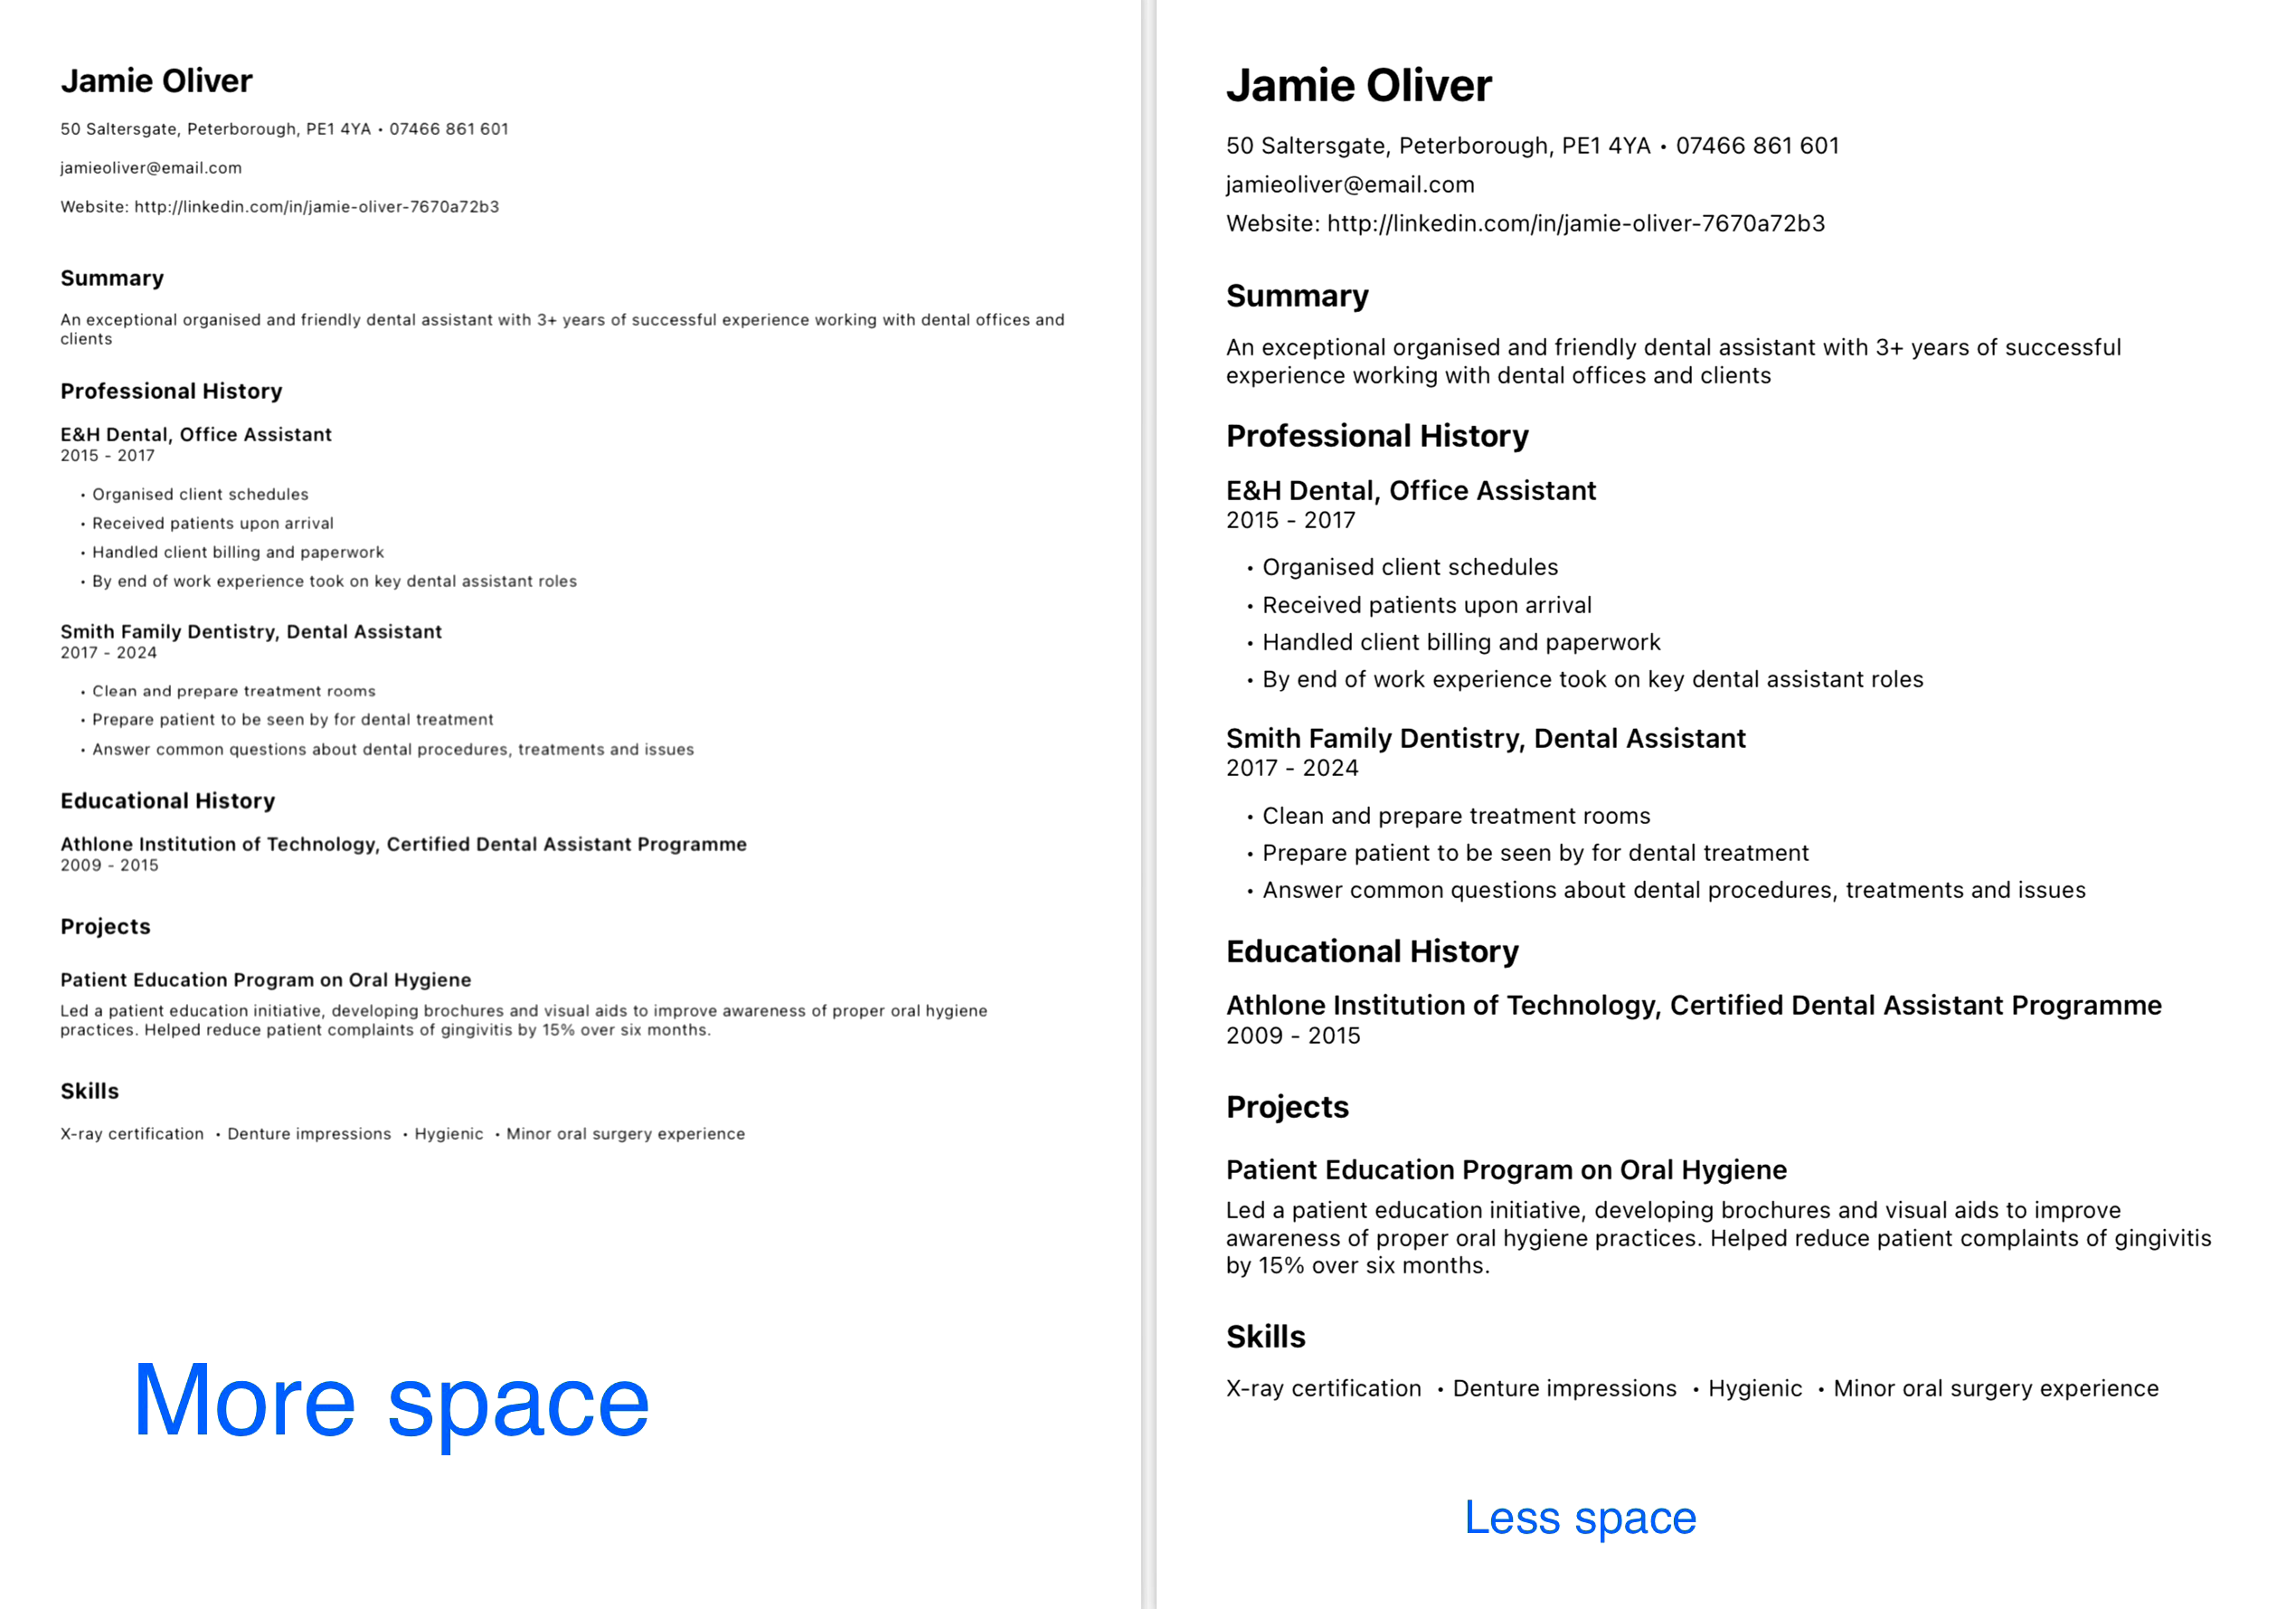 Jamie Oliver
50 Saltersgate, Peterborough, PE1 4YA • 07466 861 601
jamieoliver@email.com
Website: http://linkedin.com/in/jamie-oliver-7670a72b3
Summary
An exceptional organised and friendly dental assistant with 3+ years of successful experience working with dental offices and
clients
Professional History
E&H Dental, Office Assistant
2015 - 2017
• Organised client schedules
• Received patients upon arrival
• Handled client billing and paperwork
• By end of work experience took on key dental assistant roles
Smith Family Dentistry, Dental Assistant
2017 - 2024
• Clean and prepare treatment rooms
• Prepare patient to be seen by for dental treatment
• Answer common questions about dental procedures, treatments and issues
Educational History
Athlone Institution of Technology, Certified Dental Assistant Programme
2009 - 2015
Projects
Patient Education Program on Oral Hygiene
Led a patient education initiative, developing brochures and visual aids to improve awareness of proper oral hygiene
practices. Helped reduce patient complaints of gingivitis by 15% over six months.
Skills
X-ray certification • Denture impressions • Hygienic • Minor oral surgery experience
More space
Jamie Oliver
50 Saltersgate, Peterborough, PE1 4YA • 07466 861 601
jamieoliver@email.com
Website: http://linkedin.com/in/jamie-oliver-7670a72b3
Summary
An exceptional organised and friendly dental assistant with 3+ years of successful
experience working with dental offices and clients
Professional History
E&H Dental, Office Assistant
2015 - 2017
• Organised client schedules
• Received patients upon arrival
• Handled client billing and paperwork
• By end of work experience took on key dental assistant roles
Smith Family Dentistry, Dental Assistant
2017 - 2024
• Clean and prepare treatment rooms
• Prepare patient to be seen by for dental treatment
• Answer common questions about dental procedures, treatments and issues
Educational History
Athlone Institution of Technology, Certified Dental Assistant Programme
2009 - 2015
Projects
Patient Education Program on Oral Hygiene
Led a patient education initiative, developing brochures and visual aids to improve
awareness of proper oral hygiene practices. Helped reduce patient complaints of gingivitis
by 15% over six months.
Skills
X-ray certification • Denture impressions • Hygienic • Minor oral surgery experience
Less space